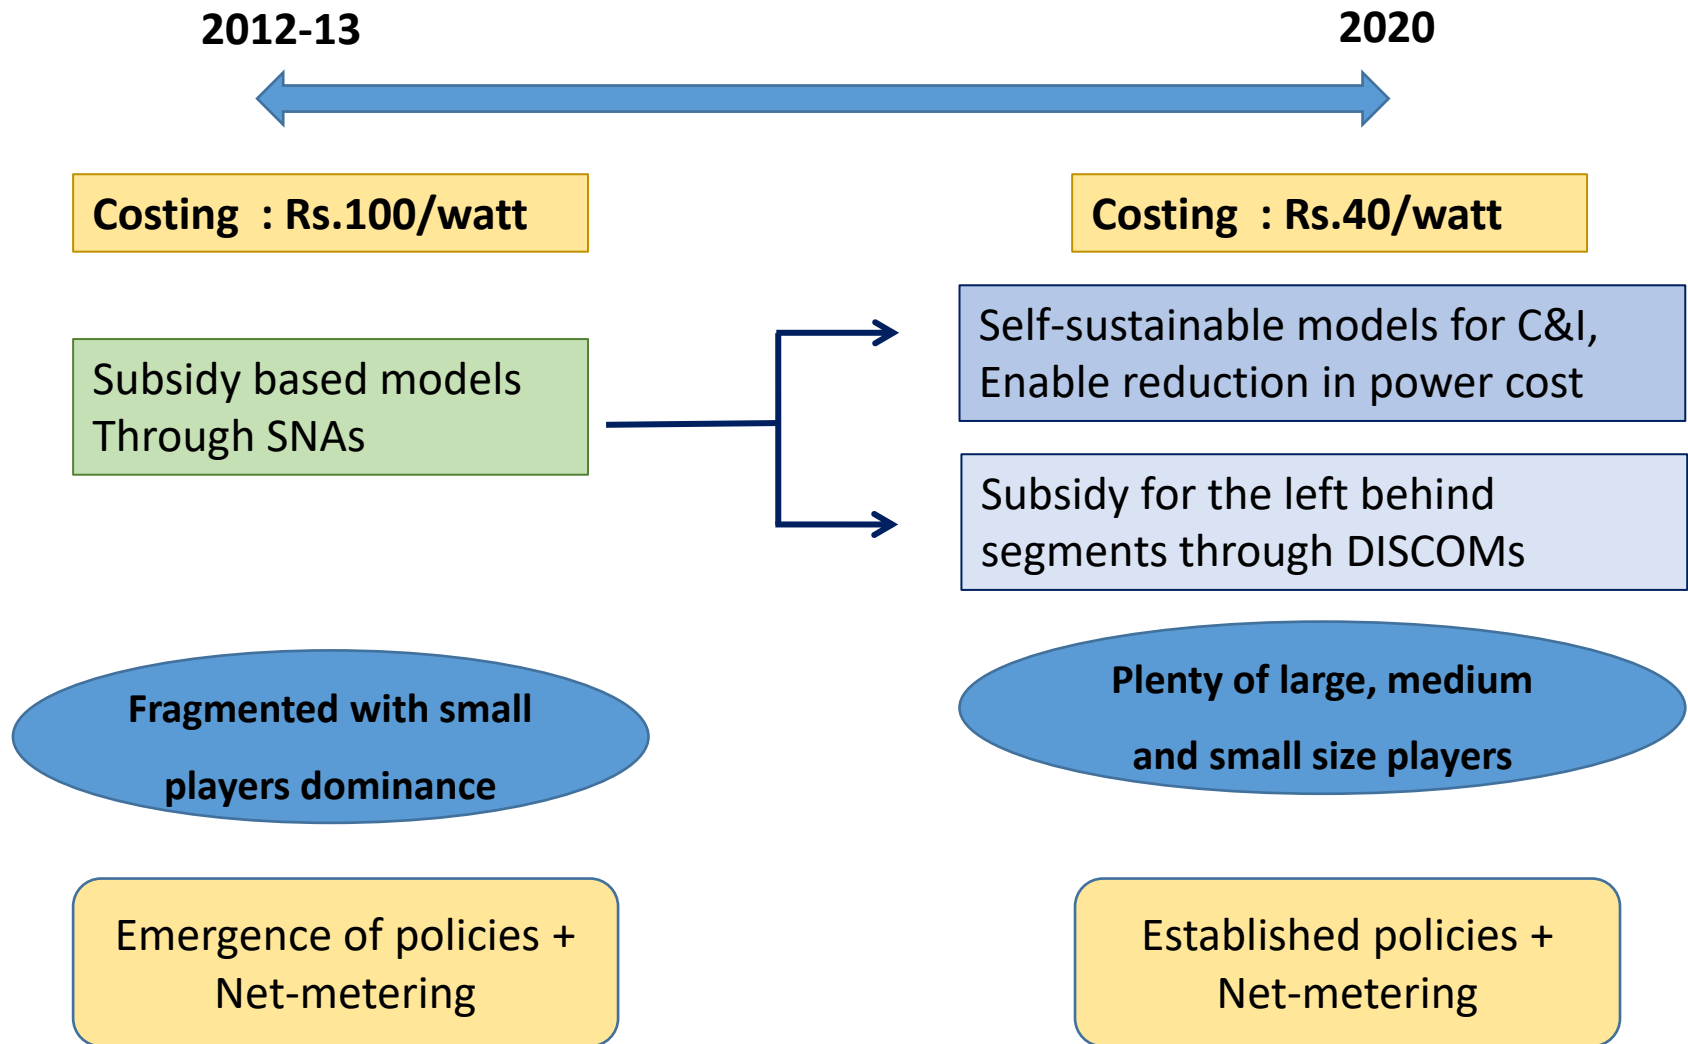 2012-13
2020
Costing  : Rs.100/watt
Costing  : Rs.40/watt
Subsidy based models
Through SNAs
Self-sustainable models for C&I,
Enable reduction in power cost
Subsidy for the left behind
segments through DISCOMs
Fragmented with small
players dominance
Plenty of large, medium
and small size players
Emergence of policies +
Net-metering
Established policies +
Net-metering